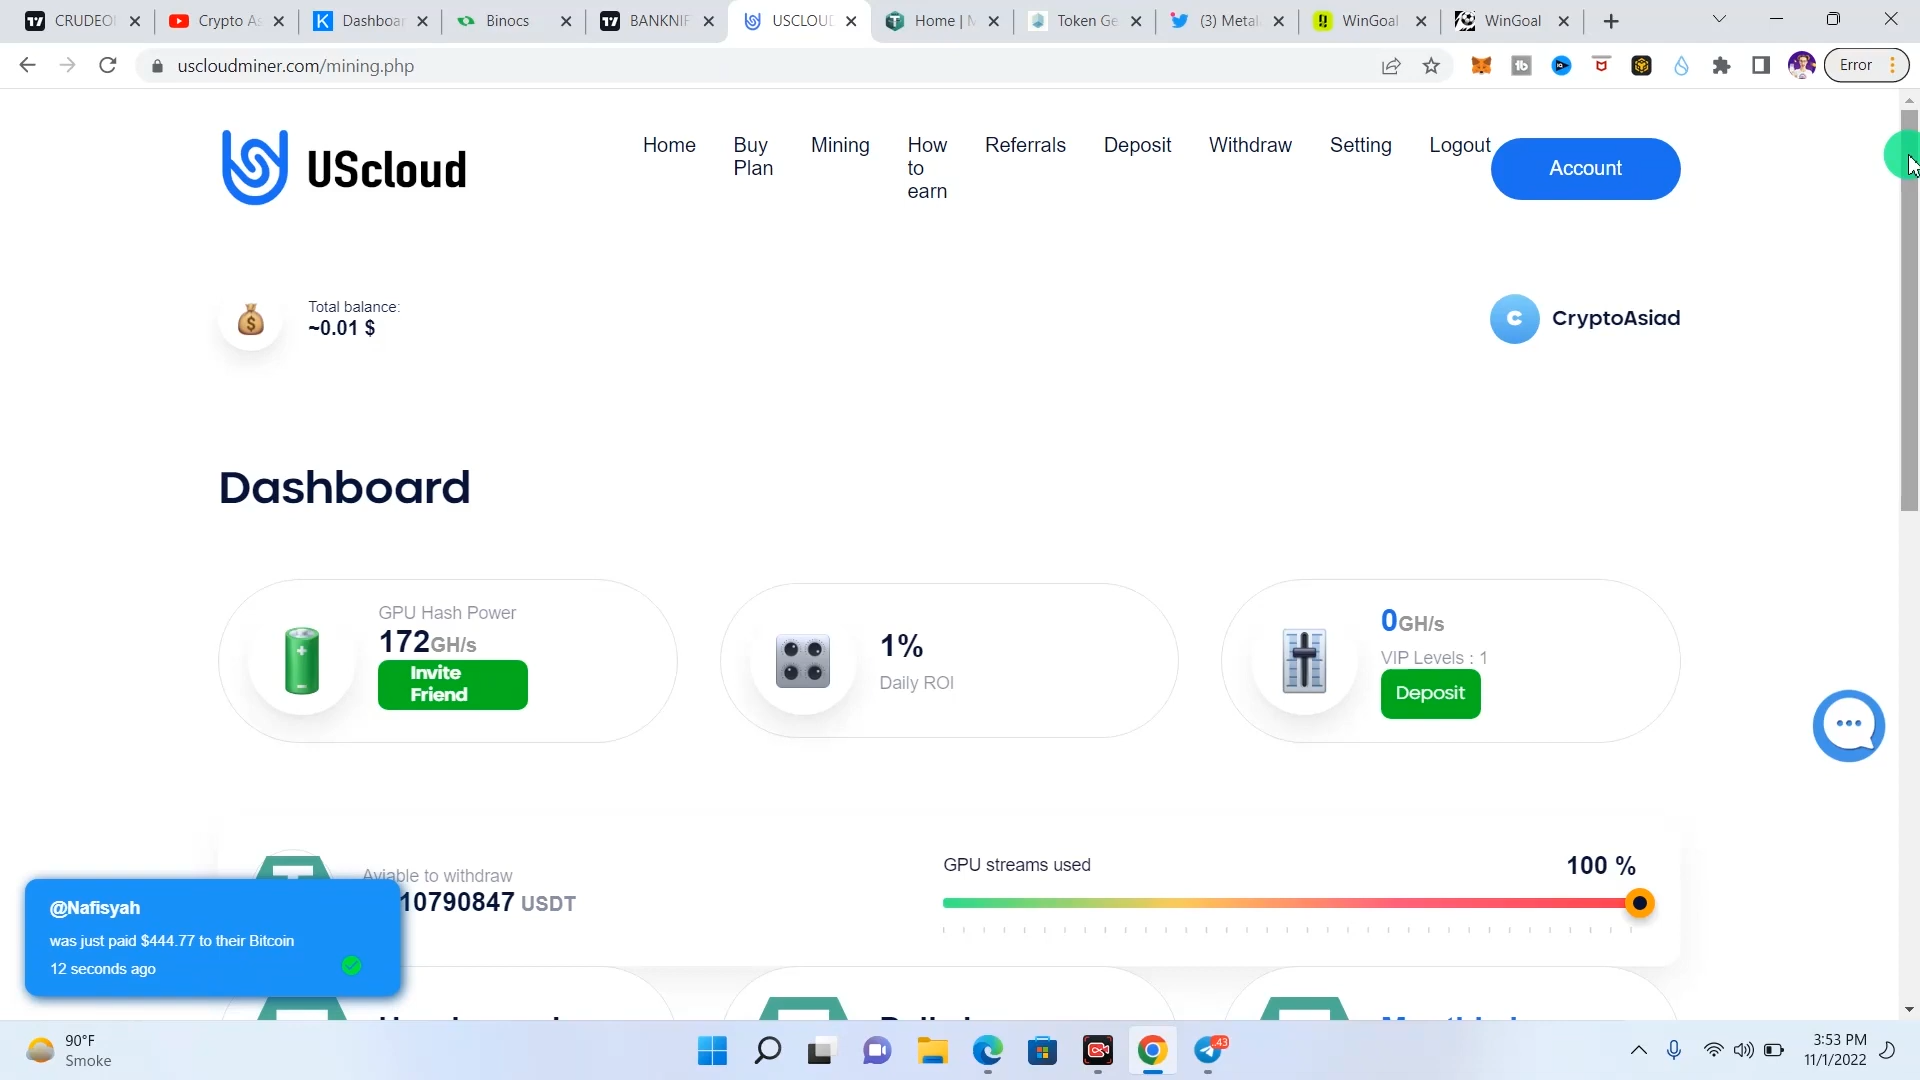 CRUDEO
Crypto As
Dashboar
Binocs
BANKNIF
USCLOUD
Home | M
Token Ge
(3) Metal
WinGoal
WinGoal
uscloudminer.com/mining.php
Error
UScloud
Home
Buy
Plan
Mining
How
to
earn
Referrals
Deposit
Withdraw
Setting
Logout
Account
Total balance:
~0.01 $
C
CryptoAsiad
Dashboard
GPU Hash Power
172GH/s
Invite
Friend
1%
Daily ROI
0GH/s
VIP Levels : 1
Deposit
Aviable to withdraw
10790847 USDT
GPU streams used
100 %
@Nafisyah
was just paid $444.77 to their Bitcoin
12 seconds ago
90°F
Smoke
43
3:53 PM
11/1/2022